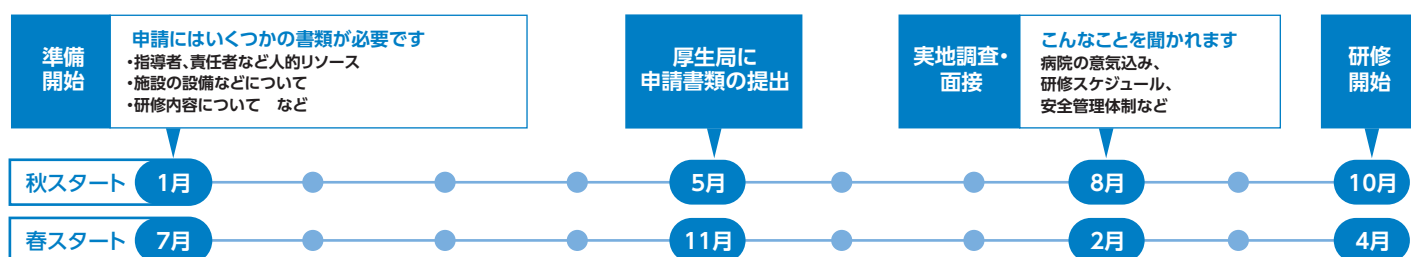 準備
開始
申請にはいくつかの書類が必要です
・指導者、責任者など人的リソース
・施設の設備などについて
・研修内容について　など
厚生局に
申請書類の提出
実地調査・
面接
こんなことを聞かれます
病院の意気込み、
研修スケジュール、
安全管理体制など
研修
開始
秋スタート 1月 5月 8月 10月
春スタート 7月 11月 2月 4月